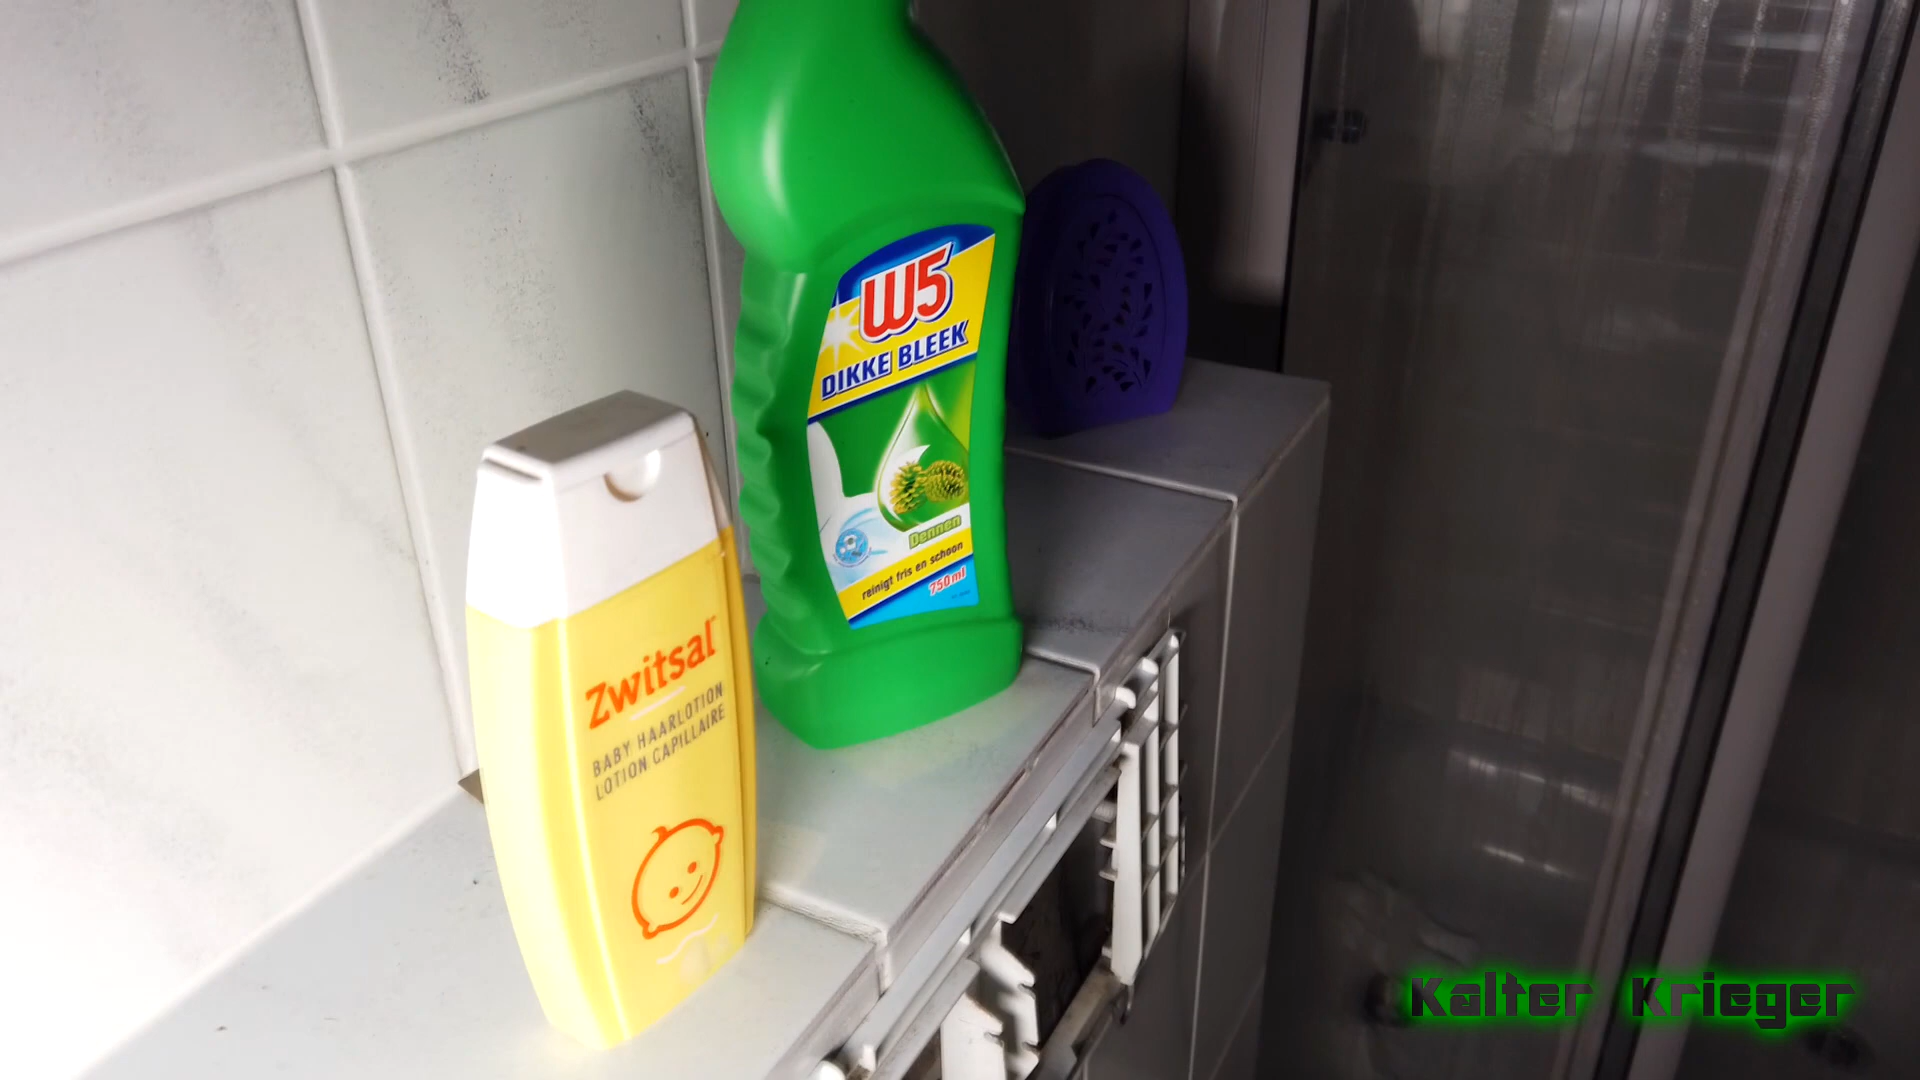 W5
DIKKE BLEEK
Dennen
reinigt fris en schoon
750ml
Zwitsal
BABY HAARLOTION
LOTION CAPILLAIRE
Kalter Krieger